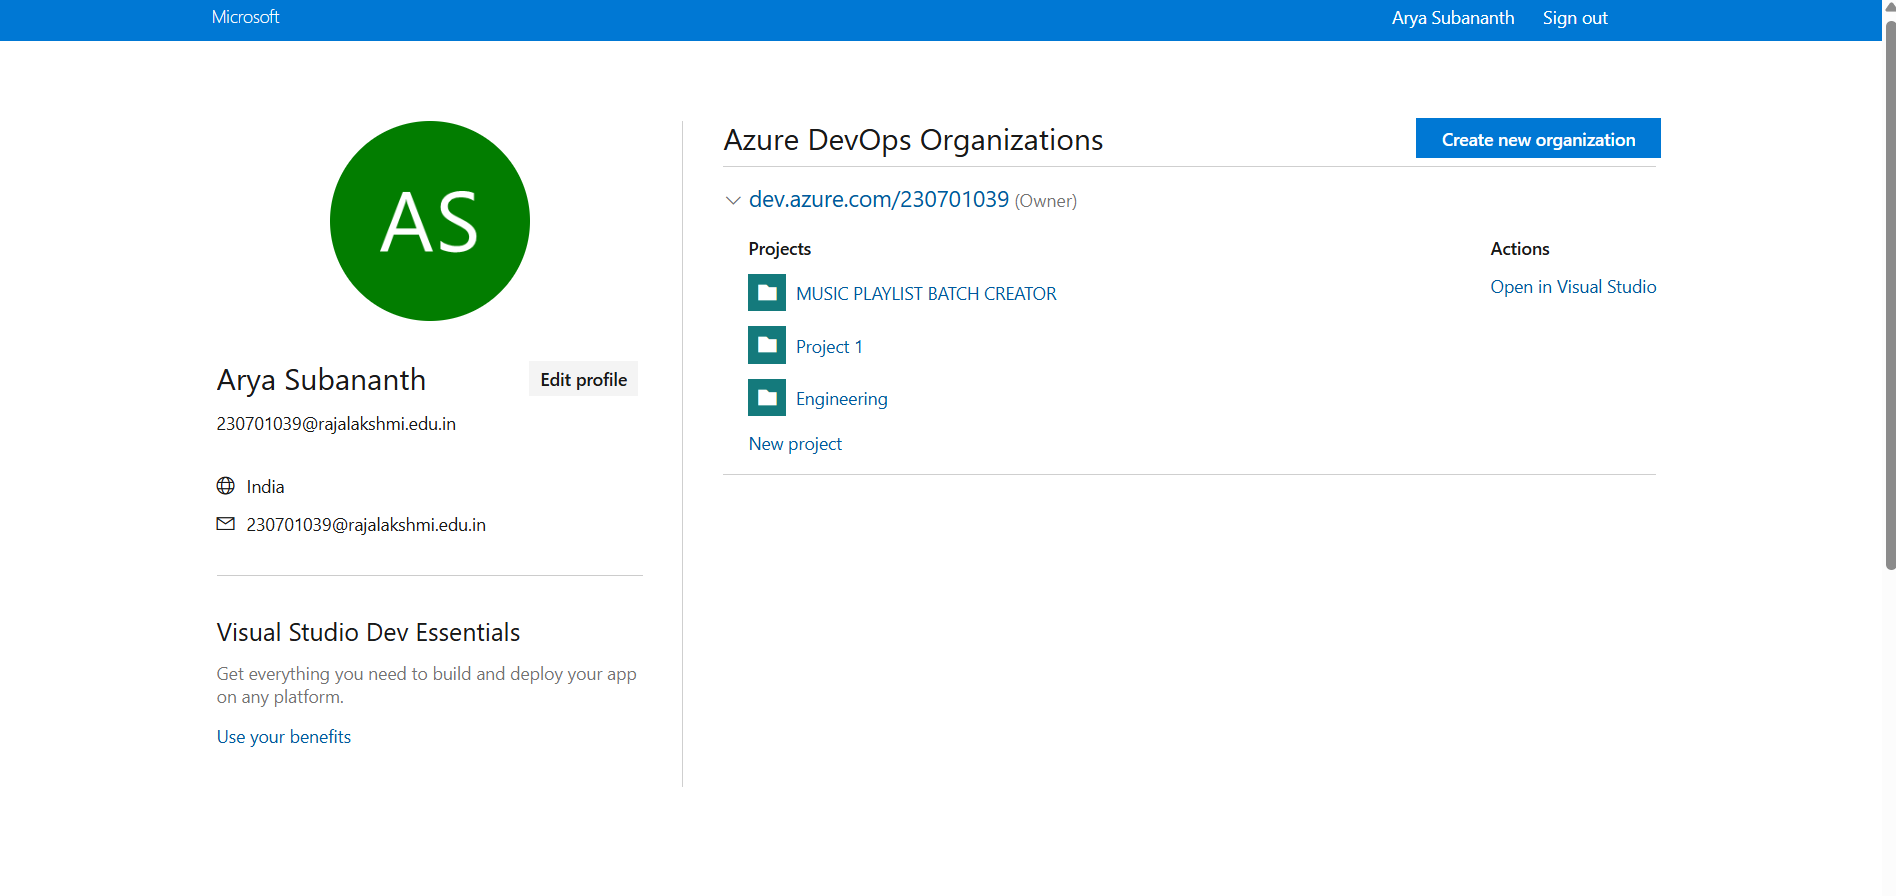 Microsoft
Arya Subananth
Sign out
AS
Arya Subananth
Edit profile
230701039@rajalakshmi.edu.in
India
230701039@rajalakshmi.edu.in
Visual Studio Dev Essentials
Get everything you need to build and deploy your app
on any platform.
Use your benefits
Azure DevOps Organizations
Create new organization
dev.azure.com/230701039 (Owner)
Projects
Actions
MUSIC PLAYLIST BATCH CREATOR
Open in Visual Studio
Project 1
Engineering
New project